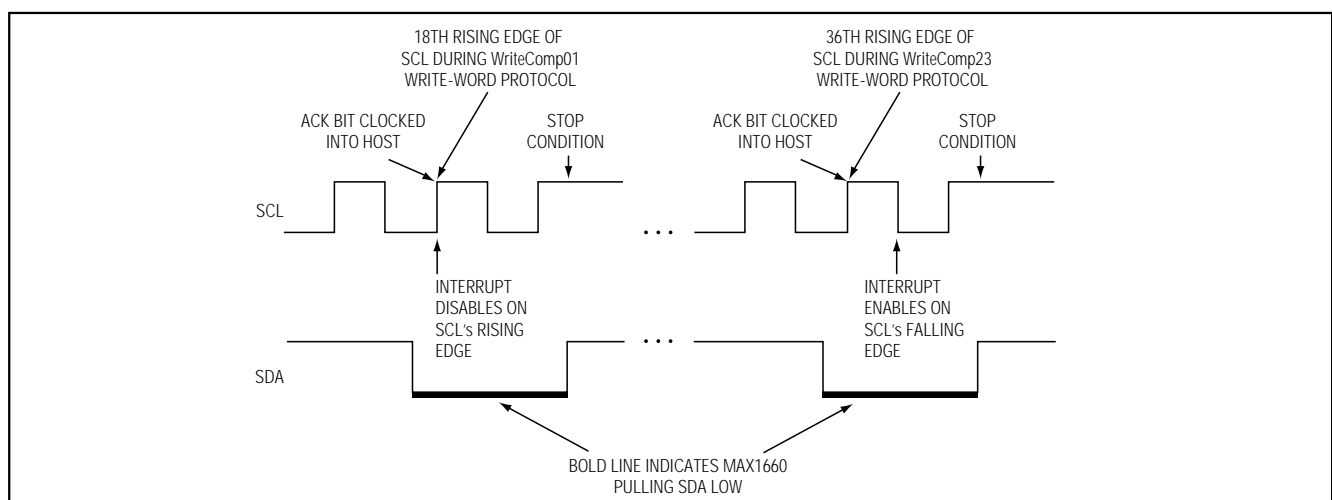 18TH RISING EDGE OF
SCL DURING WriteComp01
WRITE-WORD PROTOCOL
36TH RISING EDGE OF
SCL DURING WriteComp23
WRITE-WORD PROTOCOL
ACK BIT CLOCKED
INTO HOST
STOP
CONDITION
ACK BIT CLOCKED
INTO HOST
STOP
CONDITION
SCL
• • •
INTERRUPT
DISABLES ON
SCL's RISING
EDGE
INTERRUPT
ENABLES ON
SCL's FALLING
EDGE
• • •
SDA
BOLD LINE INDICATES MAX1660
PULLING SDA LOW